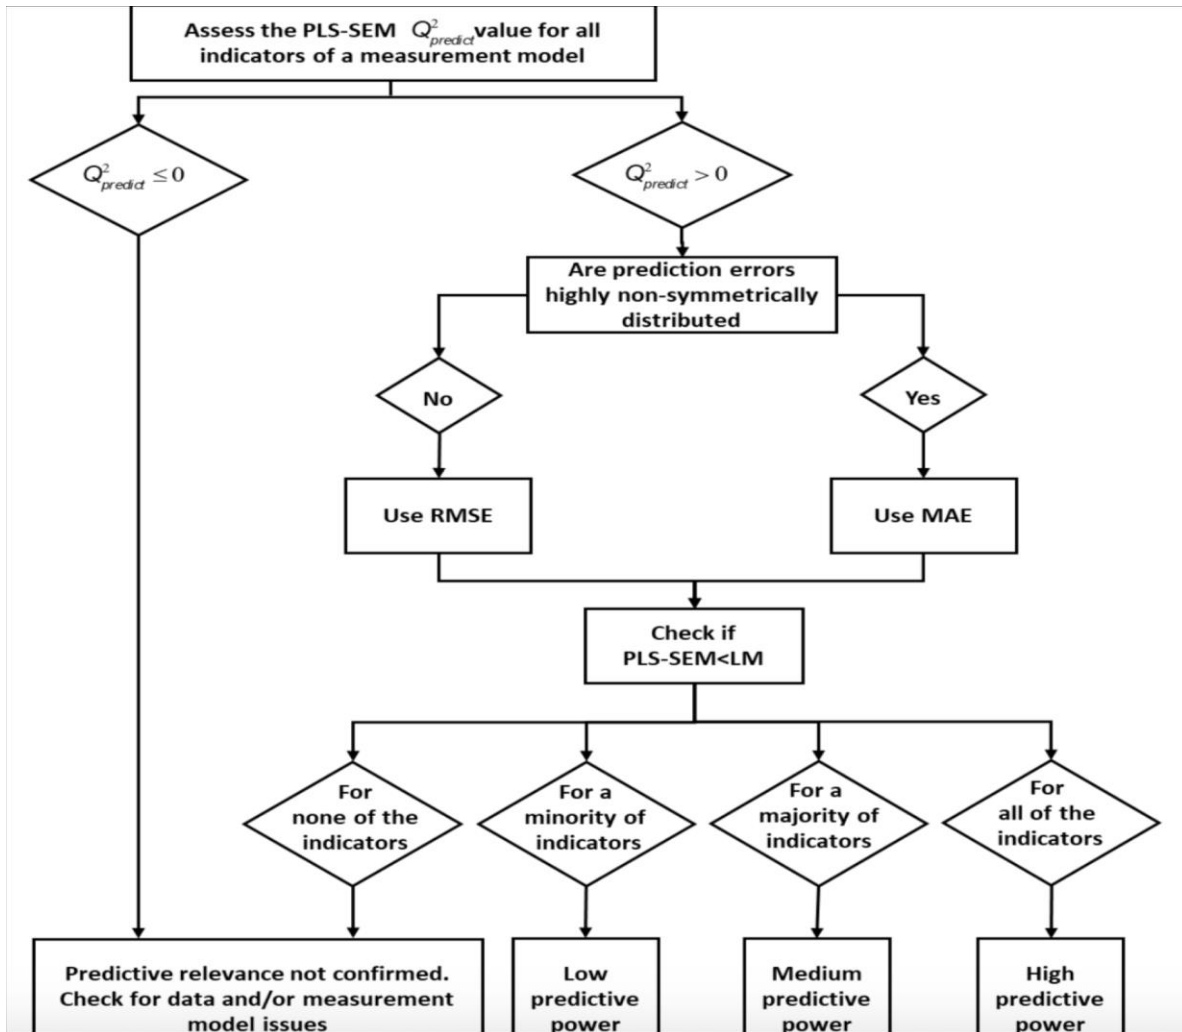 Assess the PLS-SEM Q²predict value for all
indicators of a measurement model
Q²predict ≤ 0
Q²predict > 0
Are prediction errors
highly non-symmetrically
distributed
No
Yes
Use RMSE
Use MAE
Check if
PLS-SEM<LM
For
none of the
indicators
For a
minority of
indicators
For a
majority of
indicators
For
all of the
indicators
Predictive relevance not confirmed.
Check for data and/or measurement
model issues
Low
predictive
power
Medium
predictive
power
High
predictive
power